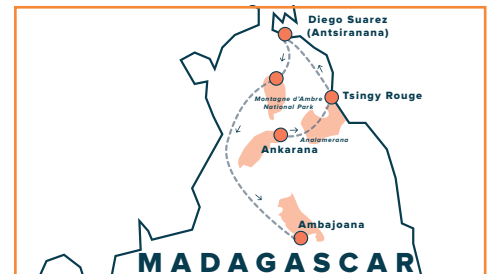 Diego Suarez
(Antsiranana)
Tsingy Rouge
Montagne d'Ambre
National Park
Analamerana
Ankarana
Ambajoana
MADAGASCAR